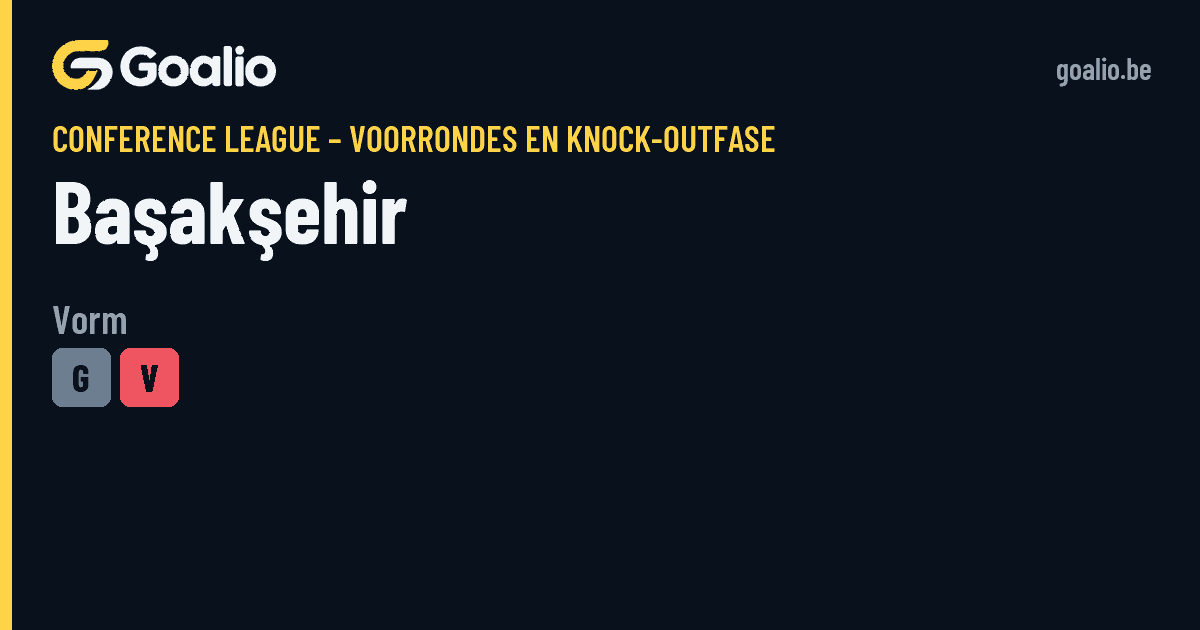 Goalio
goalio.be
CONFERENCE LEAGUE – VOORRONDES EN KNOCK-OUTFASE
Başakşehir
Vorm
G V